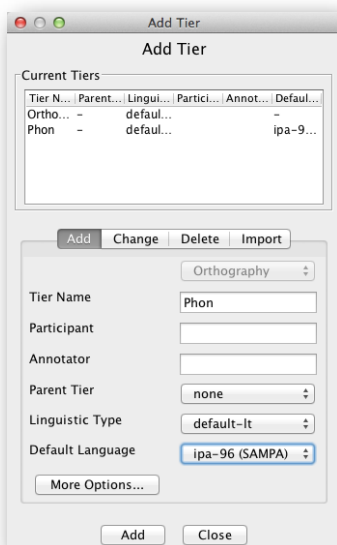 Add Tier
Add Tier
Current Tiers
Tier N... Parent... Lingui... Partici... Annot... Defaul...
Ortho... – defaul... –
Phon – defaul... ipa-9...
Add Change Delete Import
Orthography
Tier Name Phon
Participant
Annotator
Parent Tier none
Linguistic Type default-lt
Default Language ipa-96 (SAMPA)
More Options...
Add Close